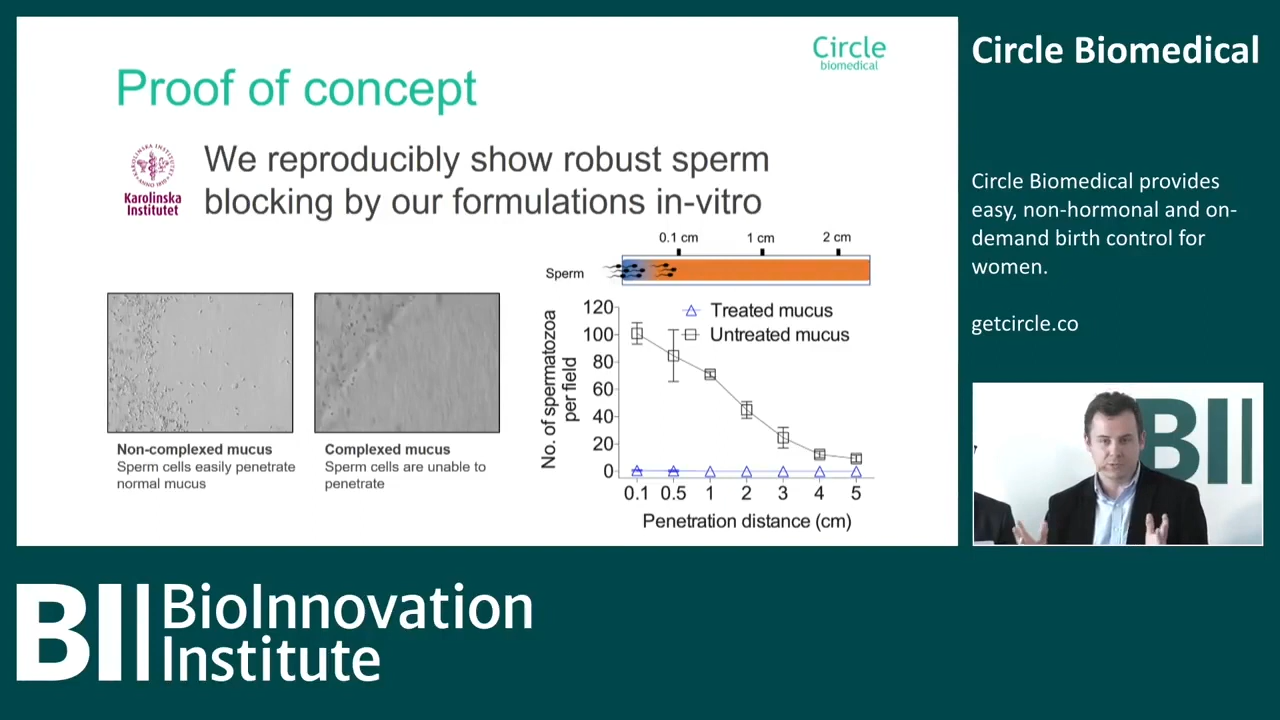 Circle
biomedical
Proof of concept
KAROLINSKA INSTITUTET
ANNO 1810
Karolinska
Institutet
We reproducibly show robust sperm
blocking by our formulations in-vitro
Non-complexed mucus
Sperm cells easily penetrate
normal mucus
Complexed mucus
Sperm cells are unable to
penetrate
0.1 cm 1 cm 2 cm
Sperm
No. of spermatozoa
per field
120
100
80
60
40
20
0
Treated mucus
Untreated mucus
0.1 0.5 1 2 3 4 5
Penetration distance (cm)
Circle Biomedical
Circle Biomedical provides
easy, non-hormonal and on-
demand birth control for
women.
getcircle.co
BII
BII BioInnovation
Institute